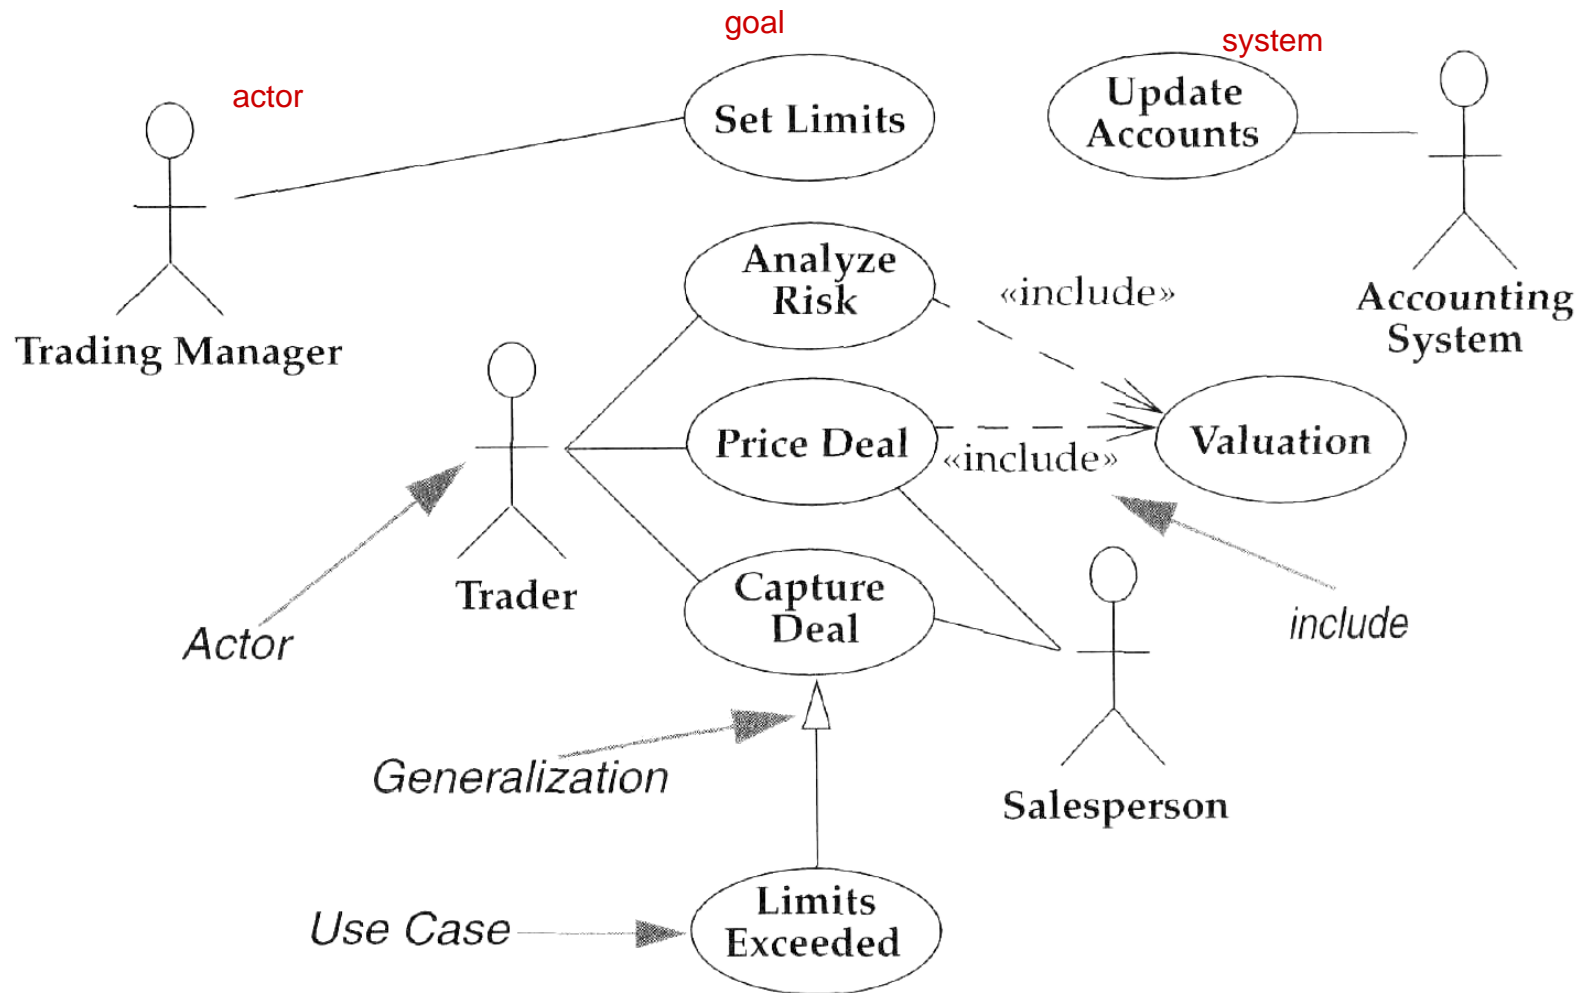 goal
system
actor
Set Limits
Update
Accounts
Analyze
Risk
«include»
Accounting
System
Trading Manager
Price Deal
«include»
Valuation
Trader
Capture
Deal
Actor
include
Generalization
Salesperson
Limits
Exceeded
Use Case